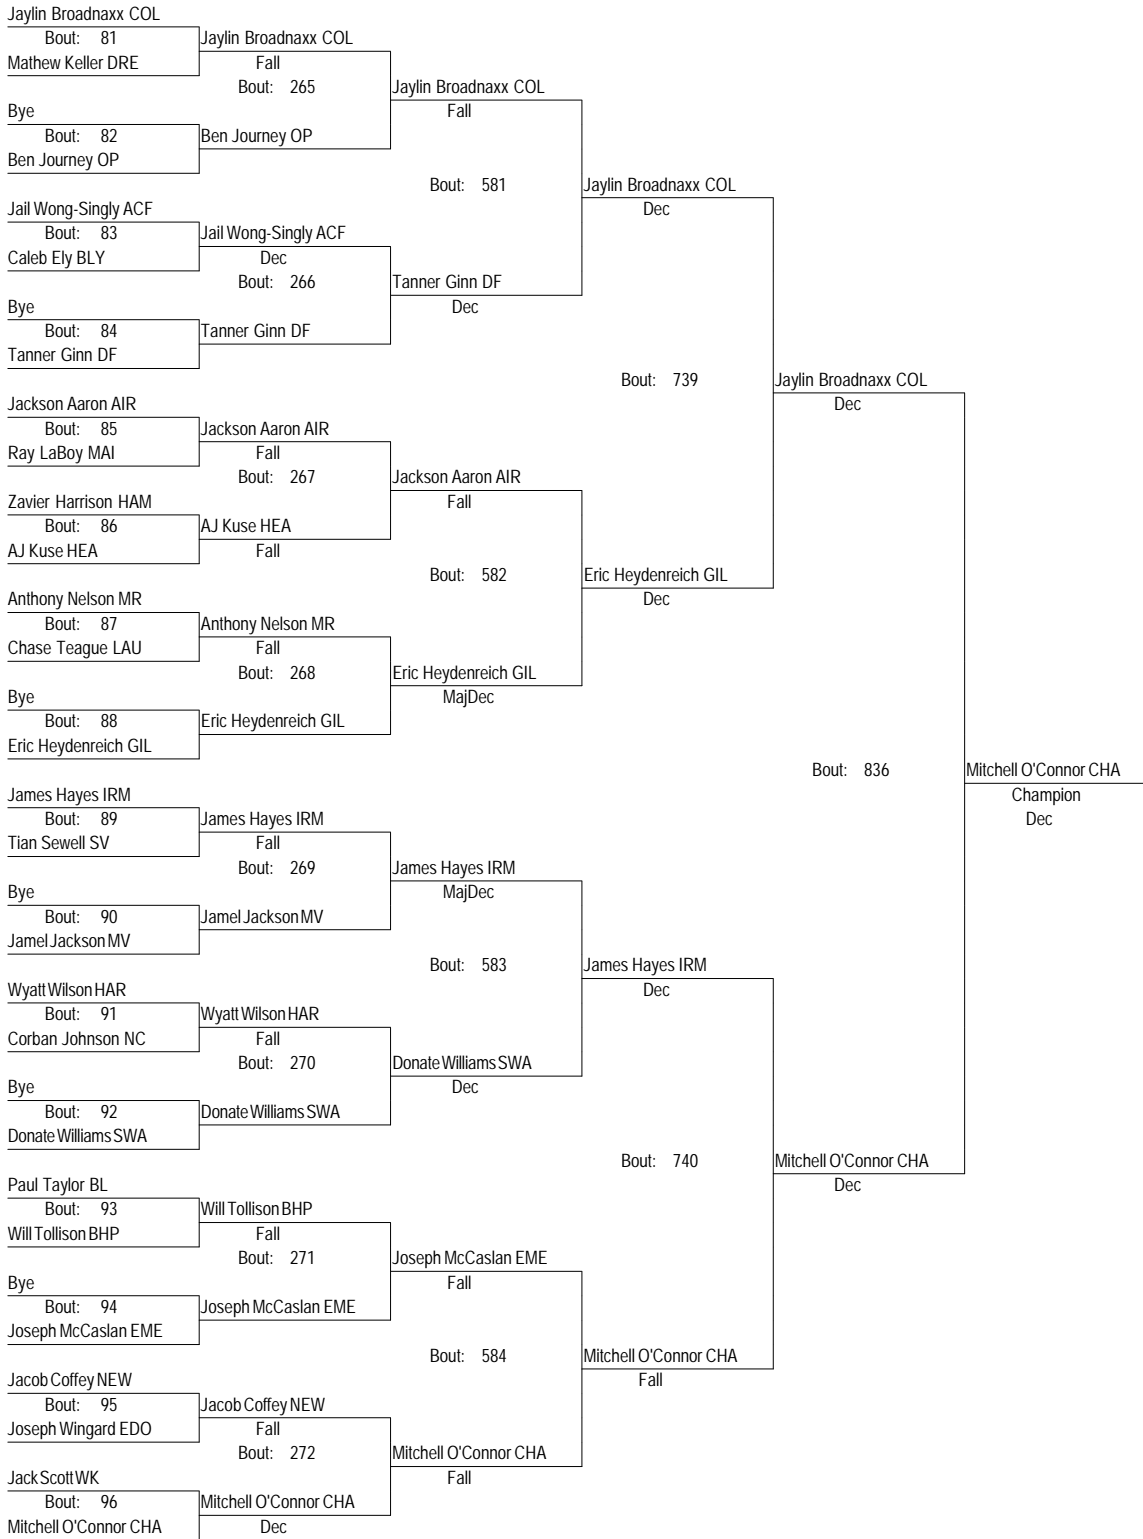 Jaylin Broadnaxx COL
Bout: 81
Jaylin Broadnaxx COL
Mathew Keller DRE
Fall
Bout: 265
Jaylin Broadnaxx COL
Bye
Fall
Bout: 82
Ben Journey OP
Ben Journey OP
Bout: 581
Jaylin Broadnaxx COL
Jail Wong-Singly ACF
Dec
Bout: 83
Jail Wong-Singly ACF
Caleb Ely BLY
Dec
Bout: 266
Tanner Ginn DF
Bye
Dec
Bout: 84
Tanner Ginn DF
Tanner Ginn DF
Bout: 739
Jaylin Broadnaxx COL
Jackson Aaron AIR
Dec
Bout: 85
Jackson Aaron AIR
Ray LaBoy MAI
Fall
Bout: 267
Jackson Aaron AIR
Zavier Harrison HAM
Fall
Bout: 86
AJ Kuse HEA
AJ Kuse HEA
Fall
Bout: 582
Eric Heydenreich GIL
Anthony Nelson MR
Dec
Bout: 87
Anthony Nelson MR
Chase Teague LAU
Fall
Bout: 268
Eric Heydenreich GIL
Bye
MajDec
Bout: 88
Eric Heydenreich GIL
Eric Heydenreich GIL
Bout: 836
Mitchell O'Connor CHA
James Hayes IRM
Champion
Bout: 89
James Hayes IRM
Dec
Tian Sewell SV
Fall
Bout: 269
James Hayes IRM
Bye
MajDec
Bout: 90
Jamel Jackson MV
Jamel Jackson MV
Bout: 583
James Hayes IRM
Wyatt Wilson HAR
Dec
Bout: 91
Wyatt Wilson HAR
Corban Johnson NC
Fall
Bout: 270
Donate Williams SWA
Bye
Dec
Bout: 92
Donate Williams SWA
Donate Williams SWA
Bout: 740
Mitchell O'Connor CHA
Paul Taylor BL
Dec
Bout: 93
Will Tollison BHP
Will Tollison BHP
Fall
Bout: 271
Joseph McCaslan EME
Bye
Fall
Bout: 94
Joseph McCaslan EME
Joseph McCaslan EME
Bout: 584
Mitchell O'Connor CHA
Jacob Coffey NEW
Fall
Bout: 95
Jacob Coffey NEW
Joseph Wingard EDO
Fall
Bout: 272
Mitchell O'Connor CHA
Jack Scott WK
Fall
Bout: 96
Mitchell O'Connor CHA
Mitchell O'Connor CHA
Dec